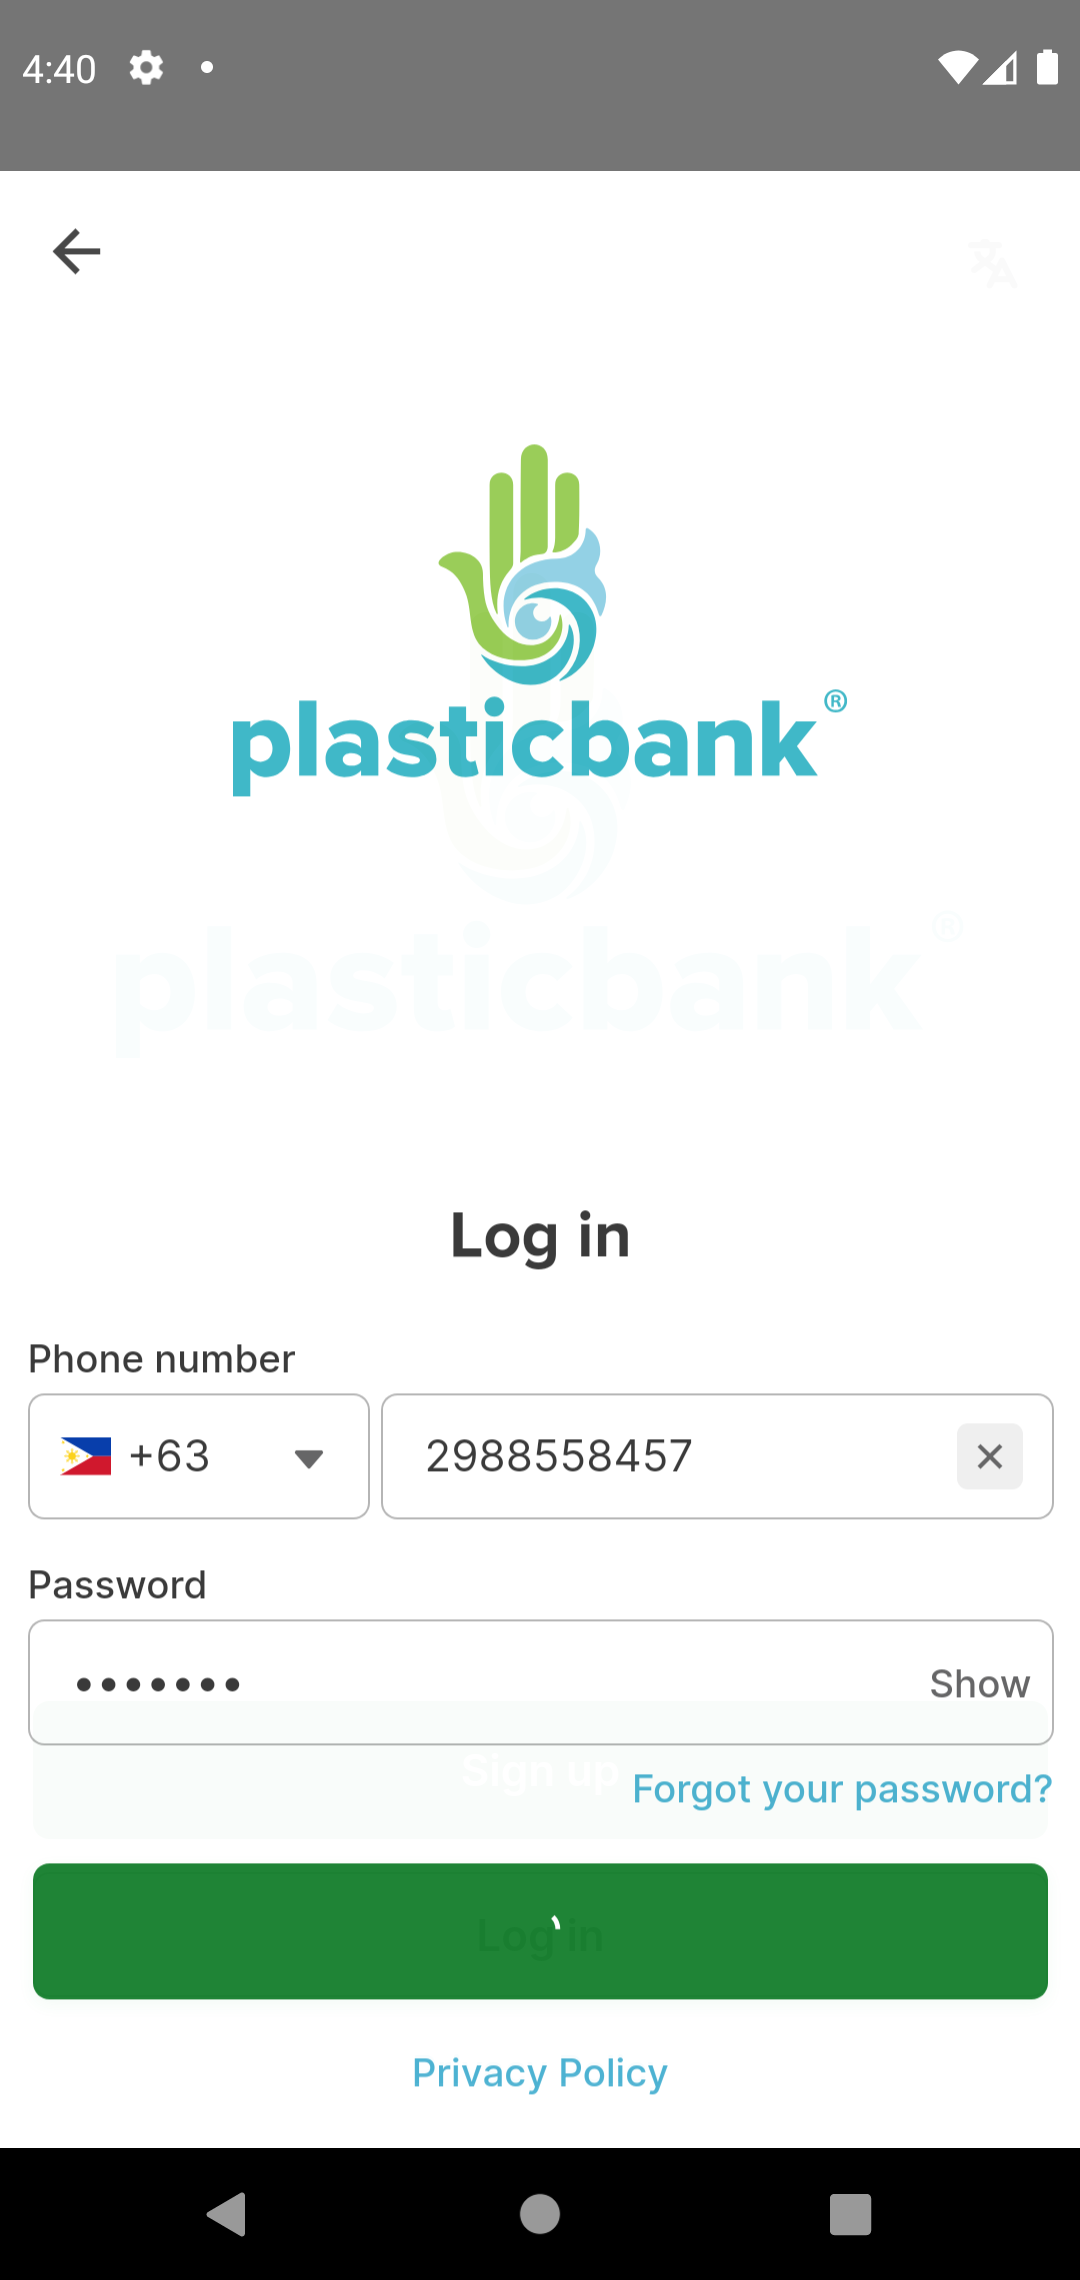 4:40
plasticbank®
plasticbank®
Log in
Phone number
+63
2988558457
Password
•••••••
Show
Sign up
Forgot your password?
Log in
Privacy Policy